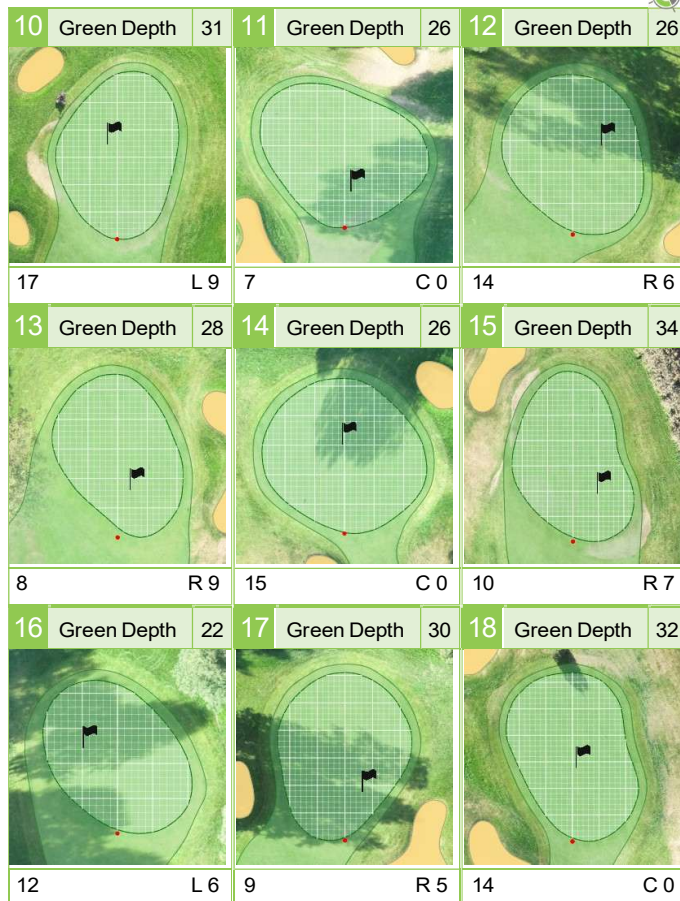 10 Green Depth 31 11 Green Depth 26 12 Green Depth 26
17 L 9 7 C 0 14 R 6
13 Green Depth 28 14 Green Depth 26 15 Green Depth 34
8 R 9 15 C 0 10 R 7
16 Green Depth 22 17 Green Depth 30 18 Green Depth 32
12 L 6 9 R 5 14 C 0